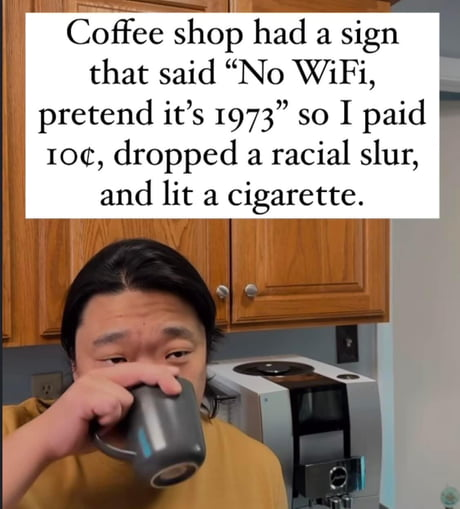 Coffee shop had a sign
that said “No WiFi,
pretend it’s 1973” so I paid
10¢, dropped a racial slur,
and lit a cigarette.